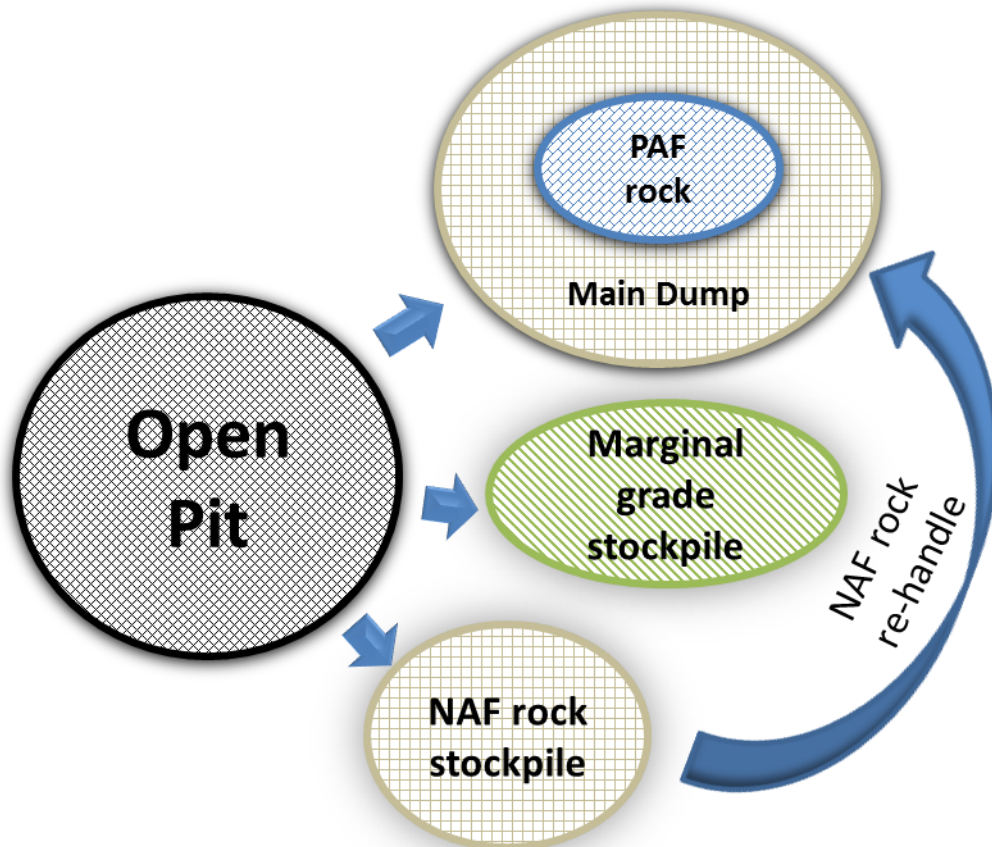 PAF
rock
Main Dump
Open
Pit
Marginal
grade
stockpile
NAF rock
re-handle
NAF rock
stockpile